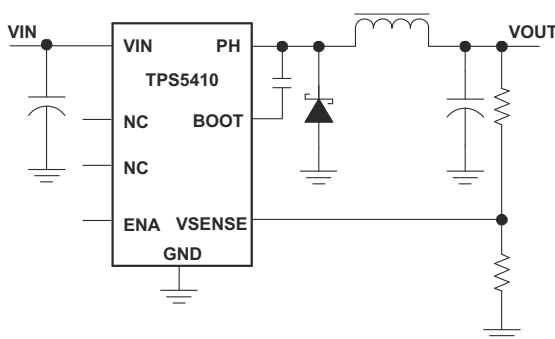 VIN
VOUT
VIN
PH
TPS5410
NC
BOOT
NC
ENA
VSENSE
GND